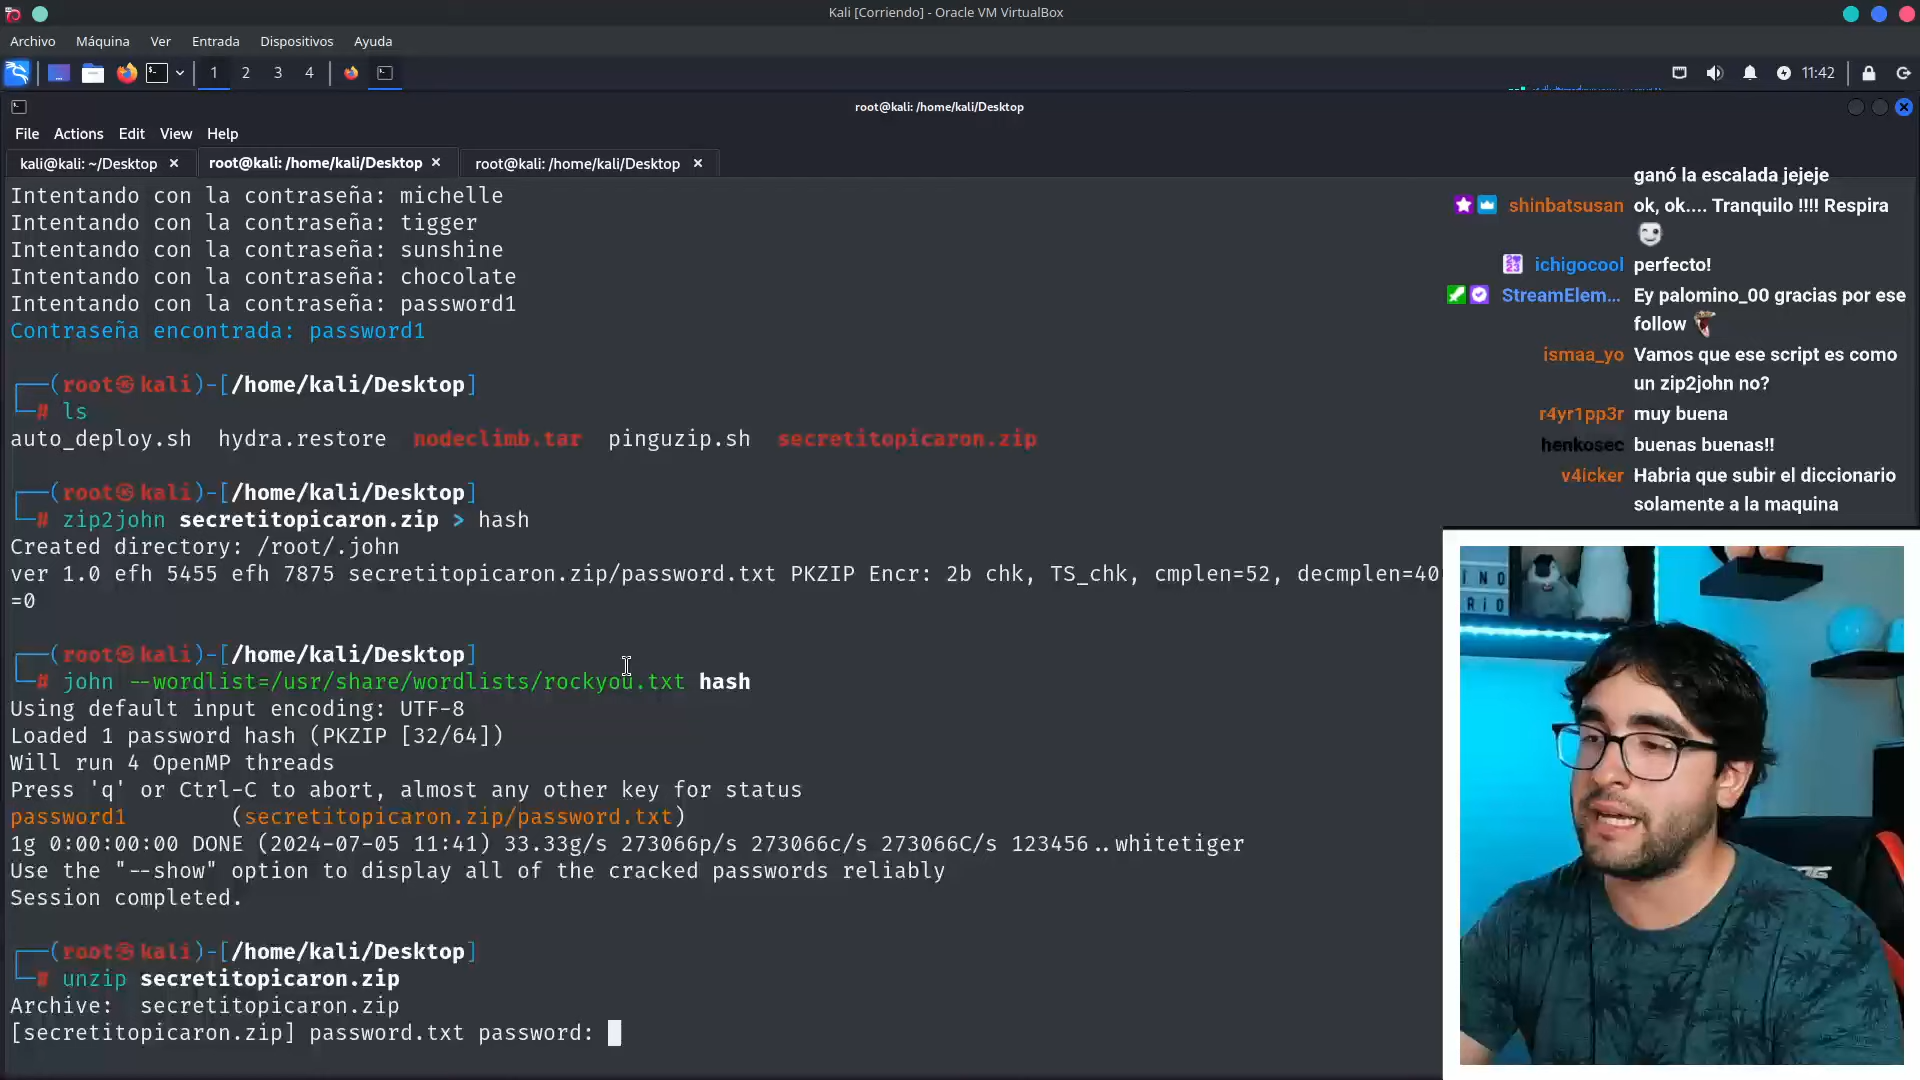 Kali [Corriendo] - Oracle VM VirtualBox
Archivo Máquina Ver Entrada Dispositivos Ayuda
1 2 3 4 11:42
root@kali: /home/kali/Desktop
File Actions Edit View Help
kali@kali: ~/Desktop × root@kali: /home/kali/Desktop × root@kali: /home/kali/Desktop ×
Intentando con la contraseña: michelle
Intentando con la contraseña: tigger
Intentando con la contraseña: sunshine
Intentando con la contraseña: chocolate
Intentando con la contraseña: password1
Contraseña encontrada: password1
┌──(root㉿kali)-[/home/kali/Desktop]
└─# ls
auto_deploy.sh hydra.restore nodeclimb.tar pinguzip.sh secretitopicaron.zip
┌──(root㉿kali)-[/home/kali/Desktop]
└─# zip2john secretitopicaron.zip > hash
Created directory: /root/.john
ver 1.0 efh 5455 efh 7875 secretitopicaron.zip/password.txt PKZIP Encr: 2b chk, TS_chk, cmplen=52, decmplen=40
=0
┌──(root㉿kali)-[/home/kali/Desktop]
└─# john --wordlist=/usr/share/wordlists/rockyou.txt hash
Using default input encoding: UTF-8
Loaded 1 password hash (PKZIP [32/64])
Will run 4 OpenMP threads
Press 'q' or Ctrl-C to abort, almost any other key for status
password1 (secretitopicaron.zip/password.txt)
1g 0:00:00:00 DONE (2024-07-05 11:41) 33.33g/s 273066p/s 273066c/s 273066C/s 123456..whitetiger
Use the "--show" option to display all of the cracked passwords reliably
Session completed.
┌──(root㉿kali)-[/home/kali/Desktop]
└─# unzip secretitopicaron.zip
Archive: secretitopicaron.zip
[secretitopicaron.zip] password.txt password:
ganó la escalada jejeje
shinbatsusan ok, ok.... Tranquilo !!!! Respira
ichigocool perfecto!
StreamElem... Ey palomino_00 gracias por ese
follow
ismaa_yo Vamos que ese script es como
un zip2john no?
r4yr1pp3r muy buena
henkosec buenas buenas!!
v4icker Habria que subir el diccionario
solamente a la maquina